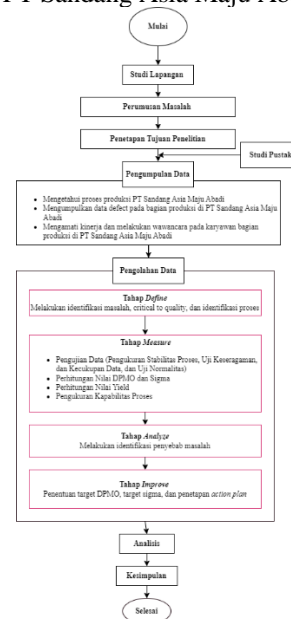 PT Sandang Asia Maju Ab
Mulai
Studi Lapangan
Perumusan Masalah
Penetapan Tujuan Penelitian
Studi Pustak
Pengumpulan Data
• Mengetahui proses produksi PT Sandang Asia Maju Abadi
• Mengumpulkan data defect pada bagian produksi di PT Sandang Asia Maju
Abadi
• Mengamati kinerja dan melakukan wawancara pada karyawan bagian
produksi di PT Sandang Asia Maju Abadi
Pengolahan Data
Tahap Define
Melakukan identifikasi masalah, critical to quality, dan identifikasi proses
Tahap Measure
• Pengujian Data (Pengukuran Stabilitas Proses, Uji Keseragaman,
dan Kecukupan Data, dan Uji Normalitas)
• Perhitungan Nilai DPMO dan Sigma
• Perhitungan Nilai Yield
• Pengukuran Kapabilitas Proses
Tahap Analyze
Melakukan identifikasi penyebab masalah
Tahap Improve
Penentuan target DPMO, target sigma, dan penetapan action plan
Analisis
Kesimpulan
Selesai